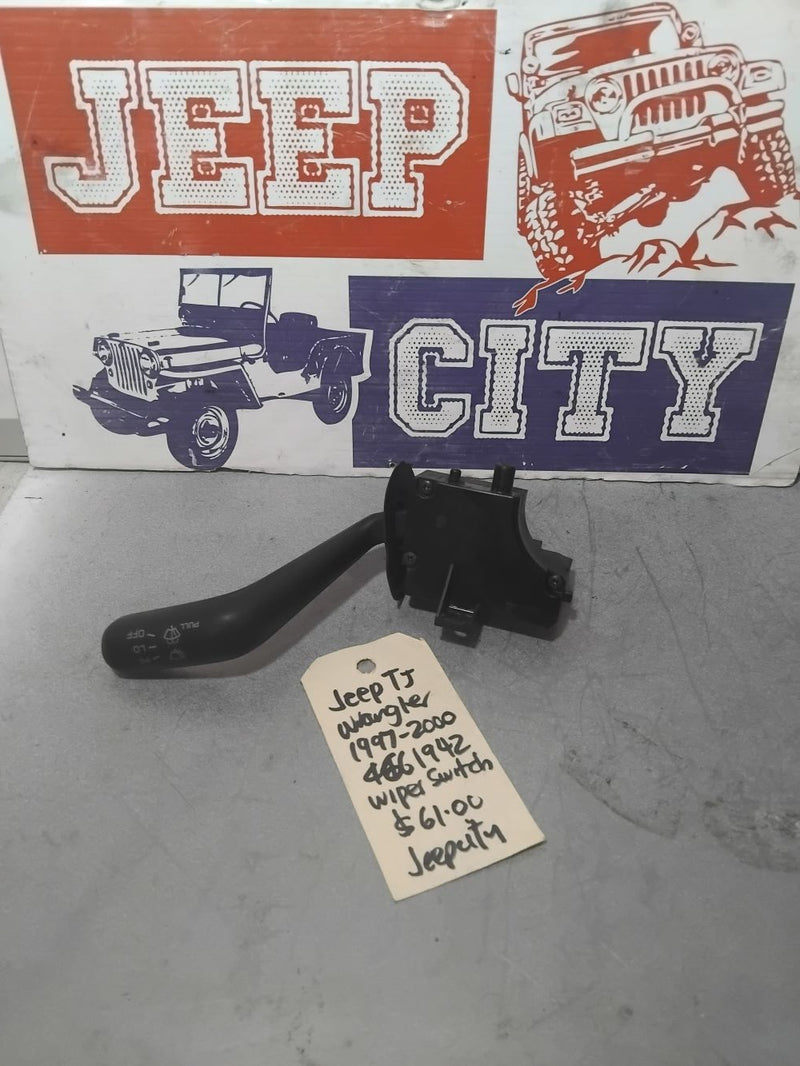 JEEP
CITY
PULL
OFF
LO
Jeep TJ
Wrangler
1997-2000
4661942
wiper Switch
$61.00
Jeepcity